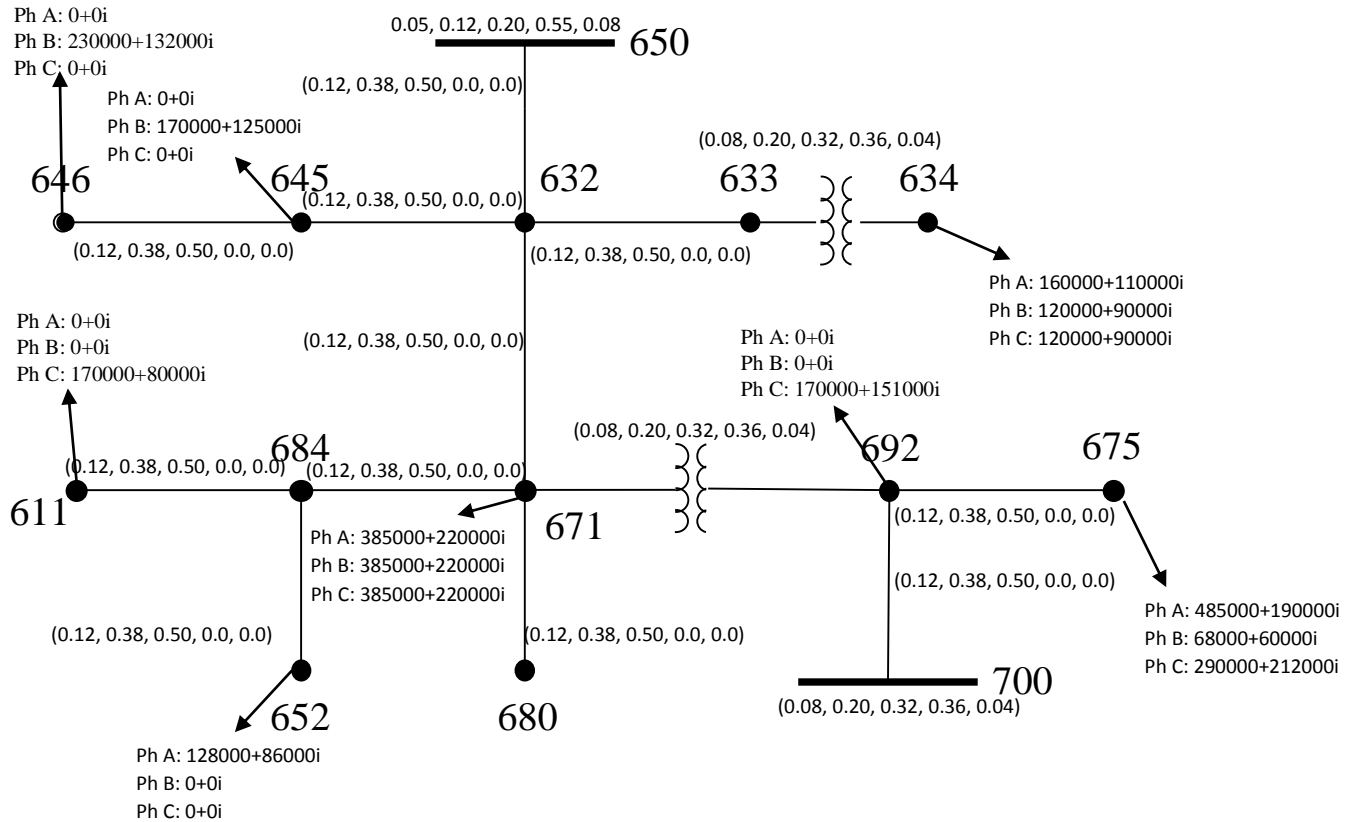 Ph A: 0+0i
Ph B: 230000+132000i
Ph C: 0+0i
0.05, 0.12, 0.20, 0.55, 0.08
650
(0.12, 0.38, 0.50, 0.0, 0.0)
Ph A: 0+0i
Ph B: 170000+125000i
Ph C: 0+0i
(0.08, 0.20, 0.32, 0.36, 0.04)
646
645
632
633
634
(0.12, 0.38, 0.50, 0.0, 0.0)
(0.12, 0.38, 0.50, 0.0, 0.0)
(0.12, 0.38, 0.50, 0.0, 0.0)
Ph A: 160000+110000i
Ph B: 120000+90000i
Ph C: 120000+90000i
Ph A: 0+0i
Ph B: 0+0i
Ph C: 170000+80000i
(0.12, 0.38, 0.50, 0.0, 0.0)
Ph A: 0+0i
Ph B: 0+0i
Ph C: 170000+151000i
(0.08, 0.20, 0.32, 0.36, 0.04)
684
692
675
(0.12, 0.38, 0.50, 0.0, 0.0)
(0.12, 0.38, 0.50, 0.0, 0.0)
611
671
(0.12, 0.38, 0.50, 0.0, 0.0)
Ph A: 385000+220000i
Ph B: 385000+220000i
Ph C: 385000+220000i
(0.12, 0.38, 0.50, 0.0, 0.0)
Ph A: 485000+190000i
Ph B: 68000+60000i
Ph C: 290000+212000i
(0.12, 0.38, 0.50, 0.0, 0.0)
(0.12, 0.38, 0.50, 0.0, 0.0)
700
(0.08, 0.20, 0.32, 0.36, 0.04)
652
680
Ph A: 128000+86000i
Ph B: 0+0i
Ph C: 0+0i